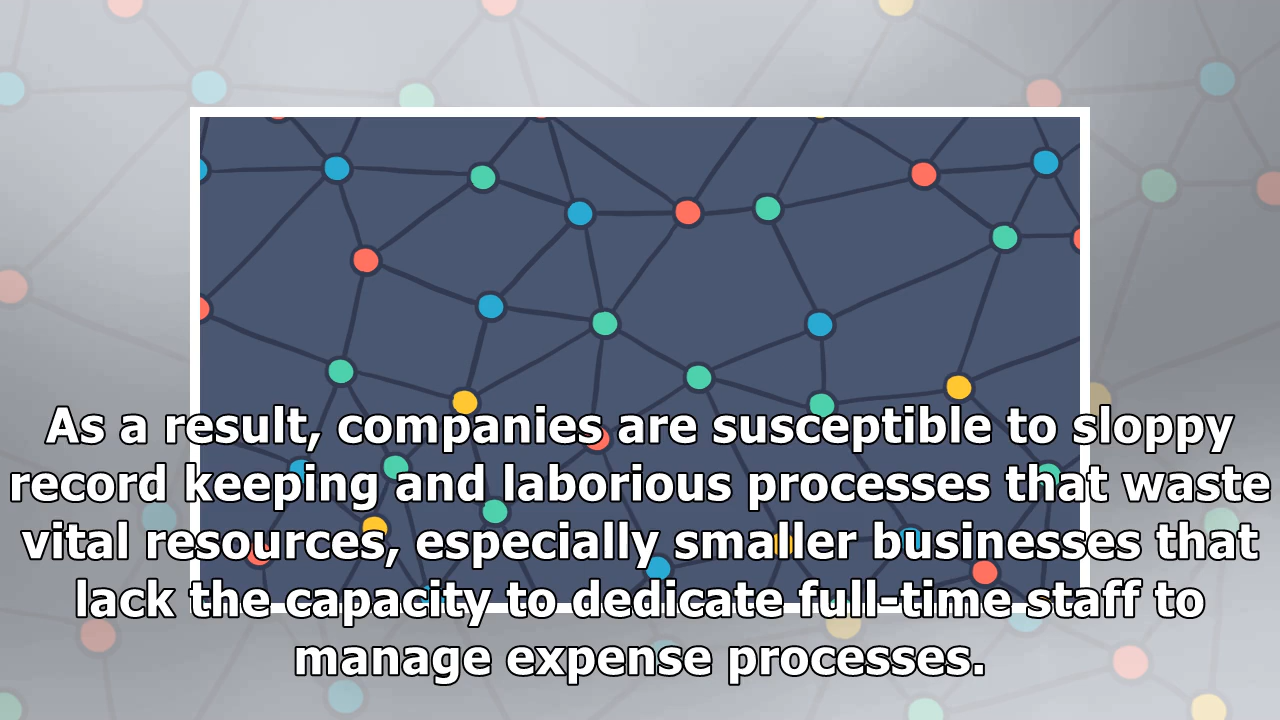 As a result, companies are susceptible to sloppy
record keeping and laborious processes that waste
vital resources, especially smaller businesses that
lack the capacity to dedicate full-time staff to
manage expense processes.